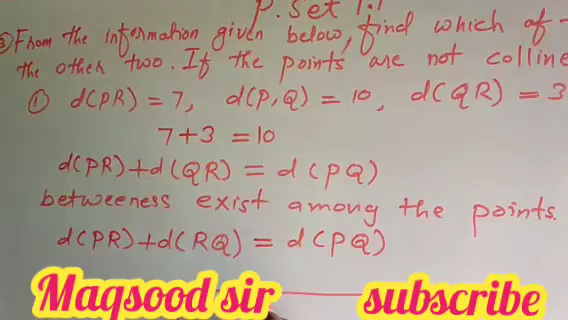 P. Set 1.1
③ From the information given below, find which of
the other two. If the points are not colline
① d(PR) = 7, d(P,Q) = 10, d(QR) = 3
7+3 = 10
d(PR)+d(QR) = d(PQ)
betweeness exist among the points.
d(PR)+d(RQ) = d(PQ)
Maqsood sir subscribe